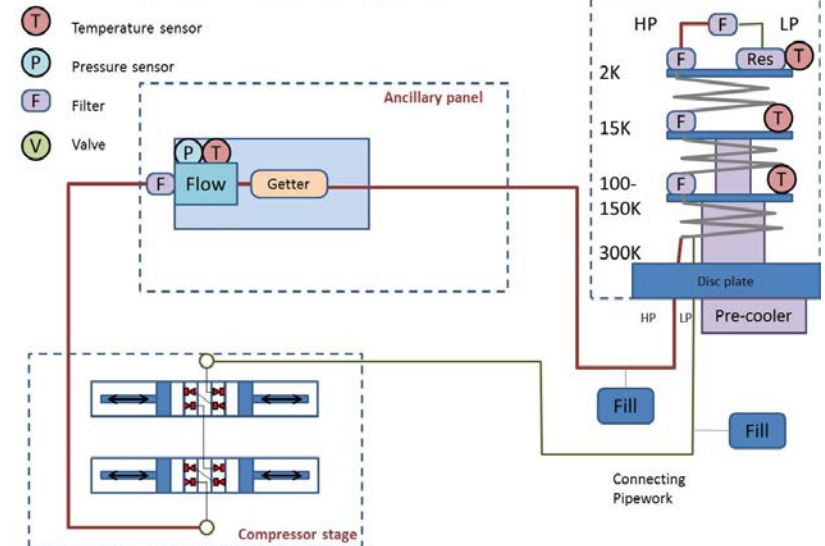 T Temperature sensor
P Pressure sensor
F Filter
V Valve
Ancillary panel
P T
F Flow Getter
HP F LP
F Res T
2K
F T
15K
F T
100-
150K
300K
Disc plate
HP LP Pre-cooler
Fill
Fill
Connecting
Pipework
Compressor stage